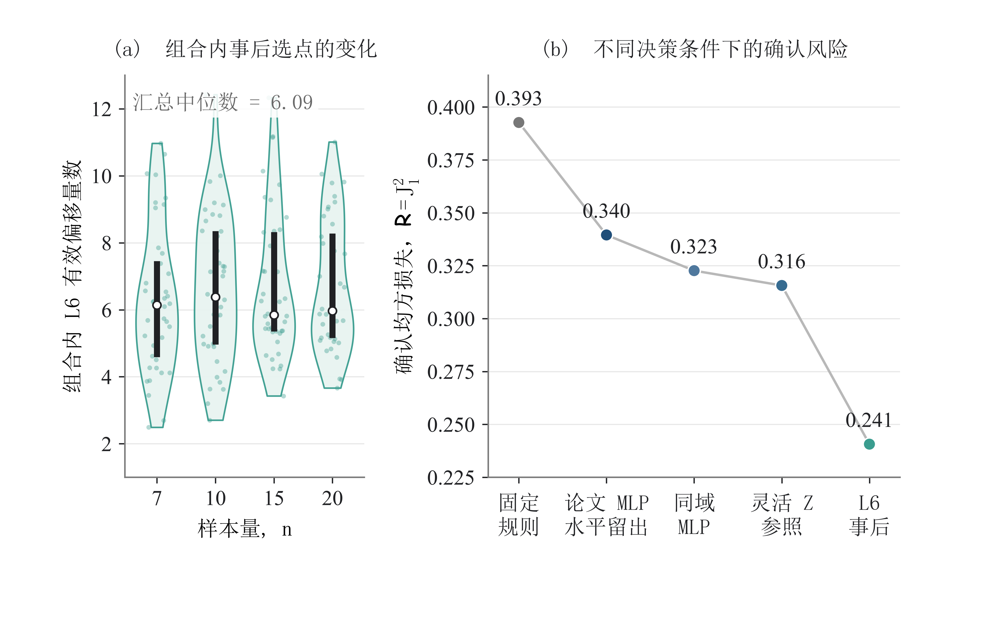 (a) 组合内事后选点的变化
汇总中位数 = 6.09
组合内 L6 有效偏移量数
12
10
8
6
4
2
7 10 15 20
样本量, n
(b) 不同决策条件下的确认风险
确认均方损失, R = J₁²
0.400
0.375
0.350
0.325
0.300
0.275
0.250
0.225
0.393
0.340
0.323
0.316
0.241
固定
规则
论文 MLP
水平留出
同域
MLP
灵活 Z
参照
L6
事后